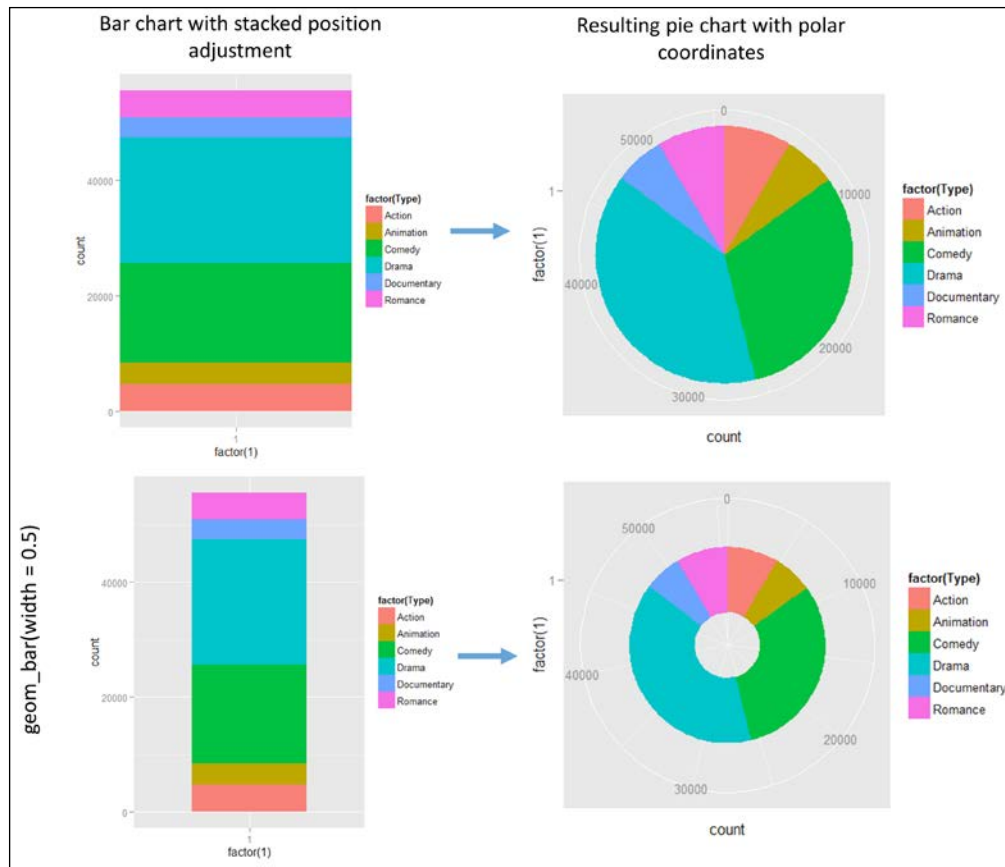 Bar chart with stacked position
adjustment
Resulting pie chart with polar
coordinates
40000
20000
0
count
1
factor(1)
factor(Type)
Action
Animation
Comedy
Drama
Documentary
Romance
0
50000
10000
1
factor(1)
40000
20000
30000
count
factor(Type)
Action
Animation
Comedy
Drama
Documentary
Romance
geom_bar(width = 0.5)
40000
20000
0
count
1
factor(1)
factor(Type)
Action
Animation
Comedy
Drama
Documentary
Romance
0
50000
10000
1
factor(1)
40000
20000
30000
count
factor(Type)
Action
Animation
Comedy
Drama
Documentary
Romance